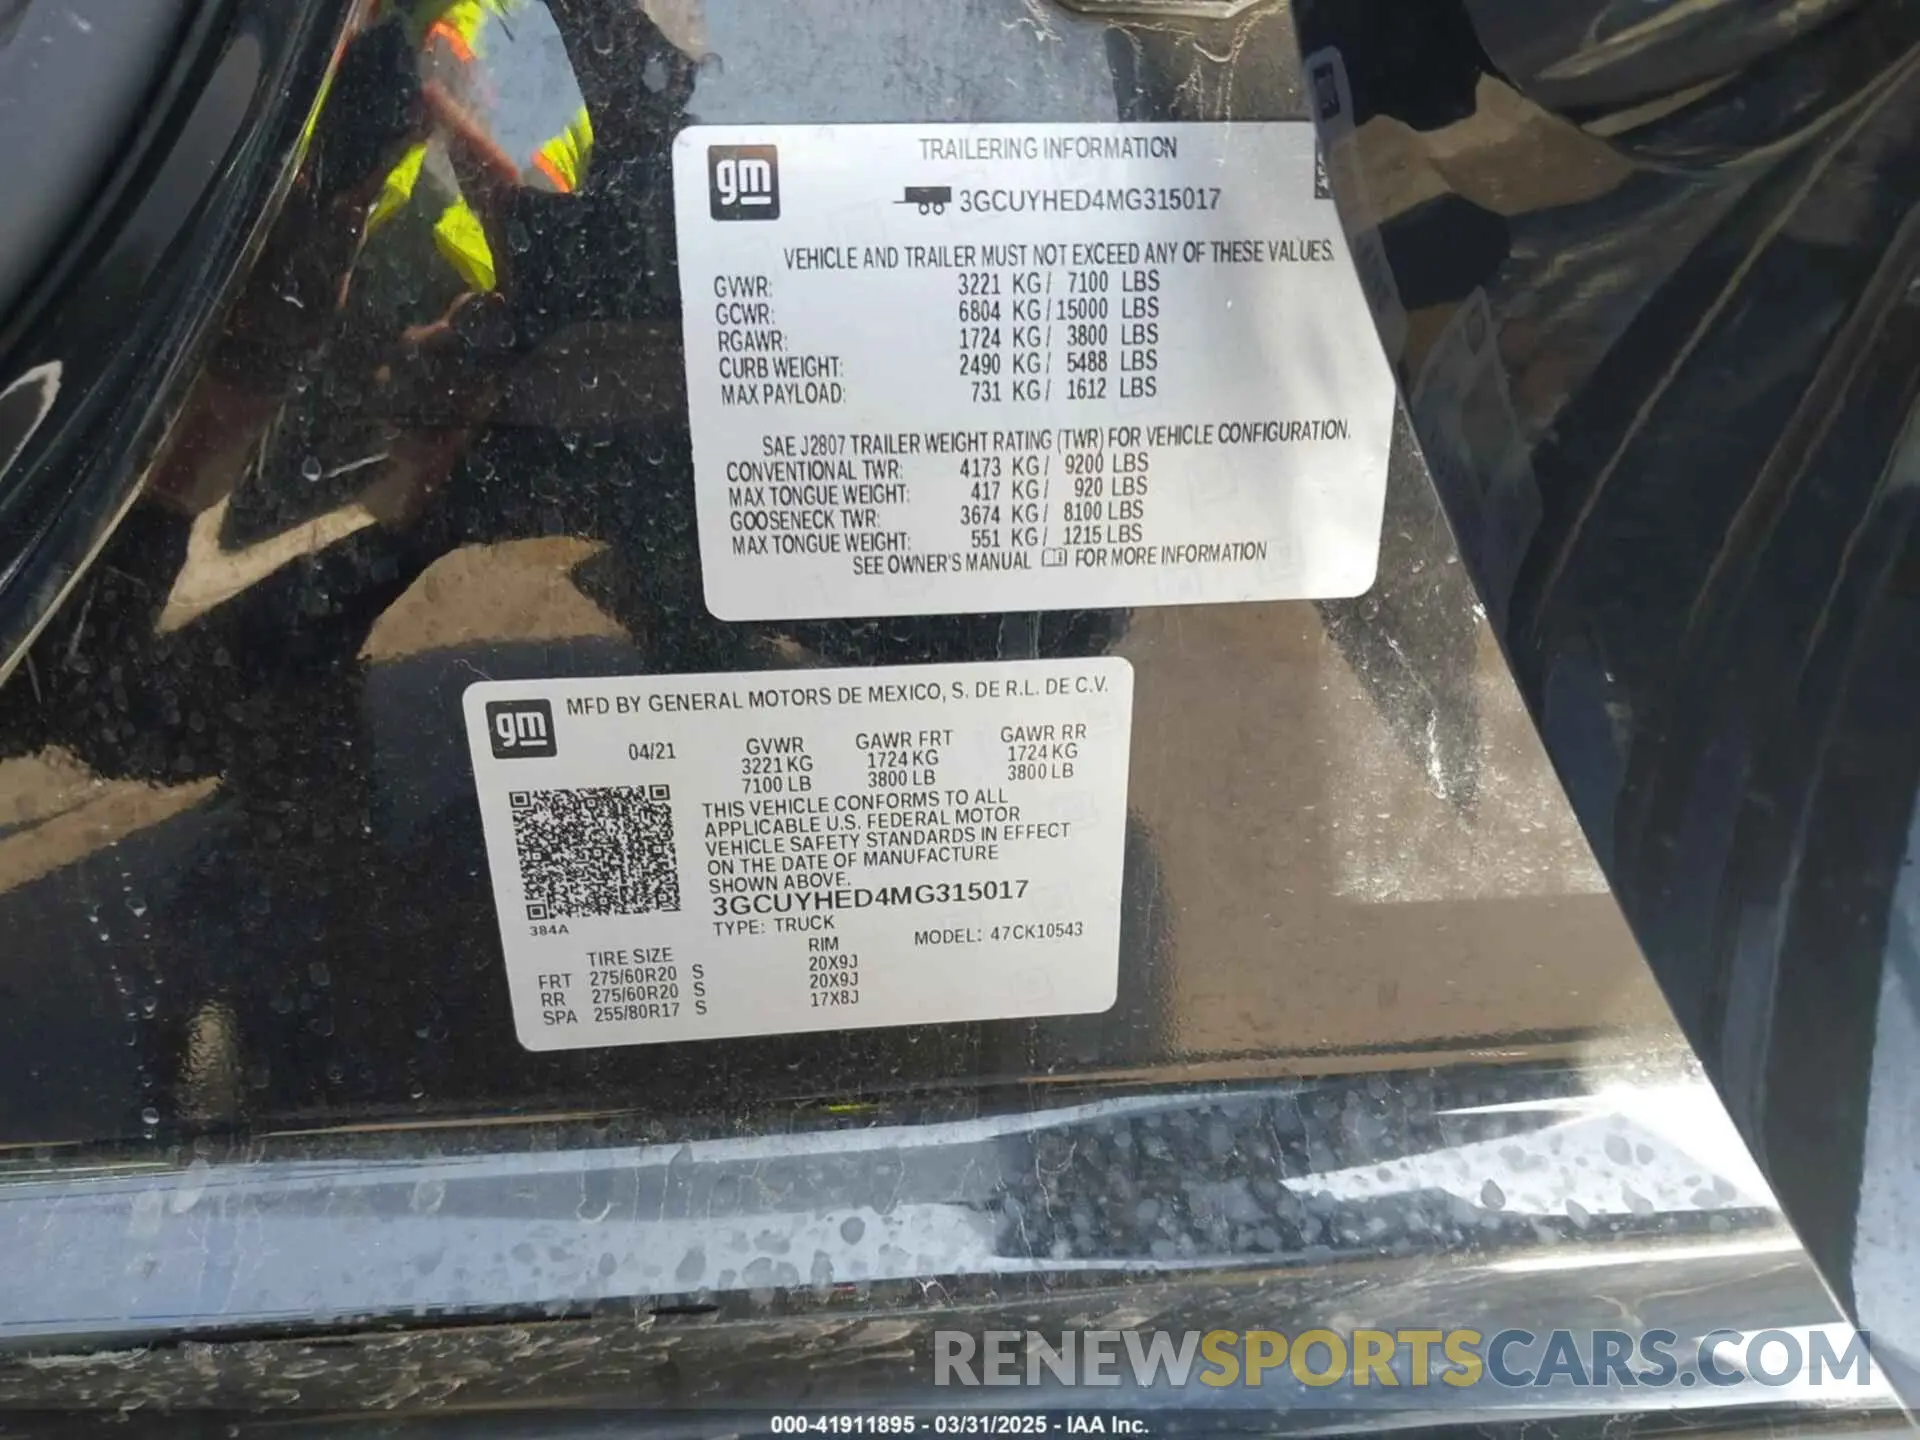 gm
TRAILERING INFORMATION
3GCUYHED4MG315017
VEHICLE AND TRAILER MUST NOT EXCEED ANY OF THESE VALUES.
GVWR: 3221 KG/ 7100 LBS
GCWR: 6804 KG/15000 LBS
RGAWR: 1724 KG/ 3800 LBS
CURB WEIGHT: 2490 KG/ 5488 LBS
MAX PAYLOAD: 731 KG/ 1612 LBS
SAE J2807 TRAILER WEIGHT RATING (TWR) FOR VEHICLE CONFIGURATION.
CONVENTIONAL TWR: 4173 KG/ 9200 LBS
MAX TONGUE WEIGHT: 417 KG/ 920 LBS
GOOSENECK TWR: 3674 KG/ 8100 LBS
MAX TONGUE WEIGHT: 551 KG/ 1215 LBS
SEE OWNER'S MANUAL FOR MORE INFORMATION
gm
MFD BY GENERAL MOTORS DE MEXICO, S. DE R.L. DE C.V.
04/21 GVWR GAWR FRT GAWR RR
3221 KG 1724 KG 1724 KG
7100 LB 3800 LB 3800 LB
THIS VEHICLE CONFORMS TO ALL
APPLICABLE U.S. FEDERAL MOTOR
VEHICLE SAFETY STANDARDS IN EFFECT
ON THE DATE OF MANUFACTURE
SHOWN ABOVE.
3GCUYHED4MG315017
384A
TYPE: TRUCK MODEL: 47CK10543
TIRE SIZE RIM
FRT 275/60R20 S 20X9J
RR 275/60R20 S 20X9J
SPA 255/80R17 S 17X8J
RENEWSPORTSCARS.COM
000-41911895 - 03/31/2025 - IAA Inc.